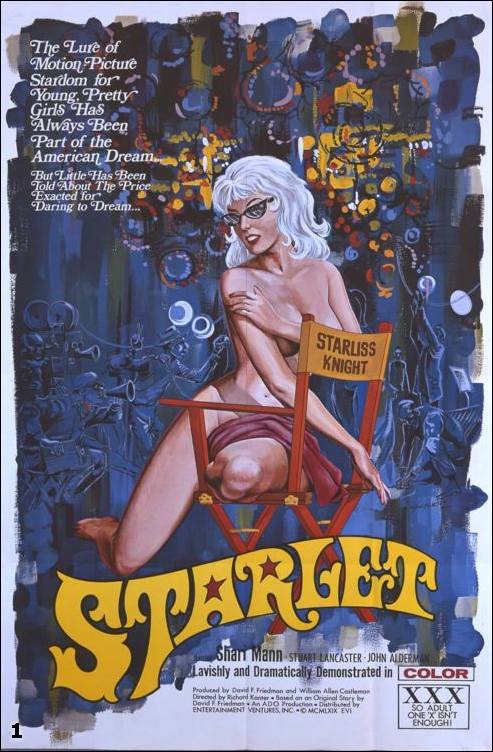 The Lure of
Motion Picture
Stardom for
Young, Pretty
Girls Has
Always Been
Part of the
American Dream...
But Little Has Been
Told About The Price
Exacted for
Daring to Dream...
STARLISS
KNIGHT
STARLET
Shari Mann · STUART LANCASTER · JOHN ALDERMAN
Lavishly and Dramatically Demonstrated in COLOR
Produced by David F. Friedman and William Allen Castleman
Directed by Richard Kanter · Based on an Original Story by
David F. Friedman · An ADO Production · Distributed by
ENTERTAINMENT VENTURES, INC. · © MCMLXIX EVI
XXX
SO ADULT
ONE 'X' ISN'T
ENOUGH!
1